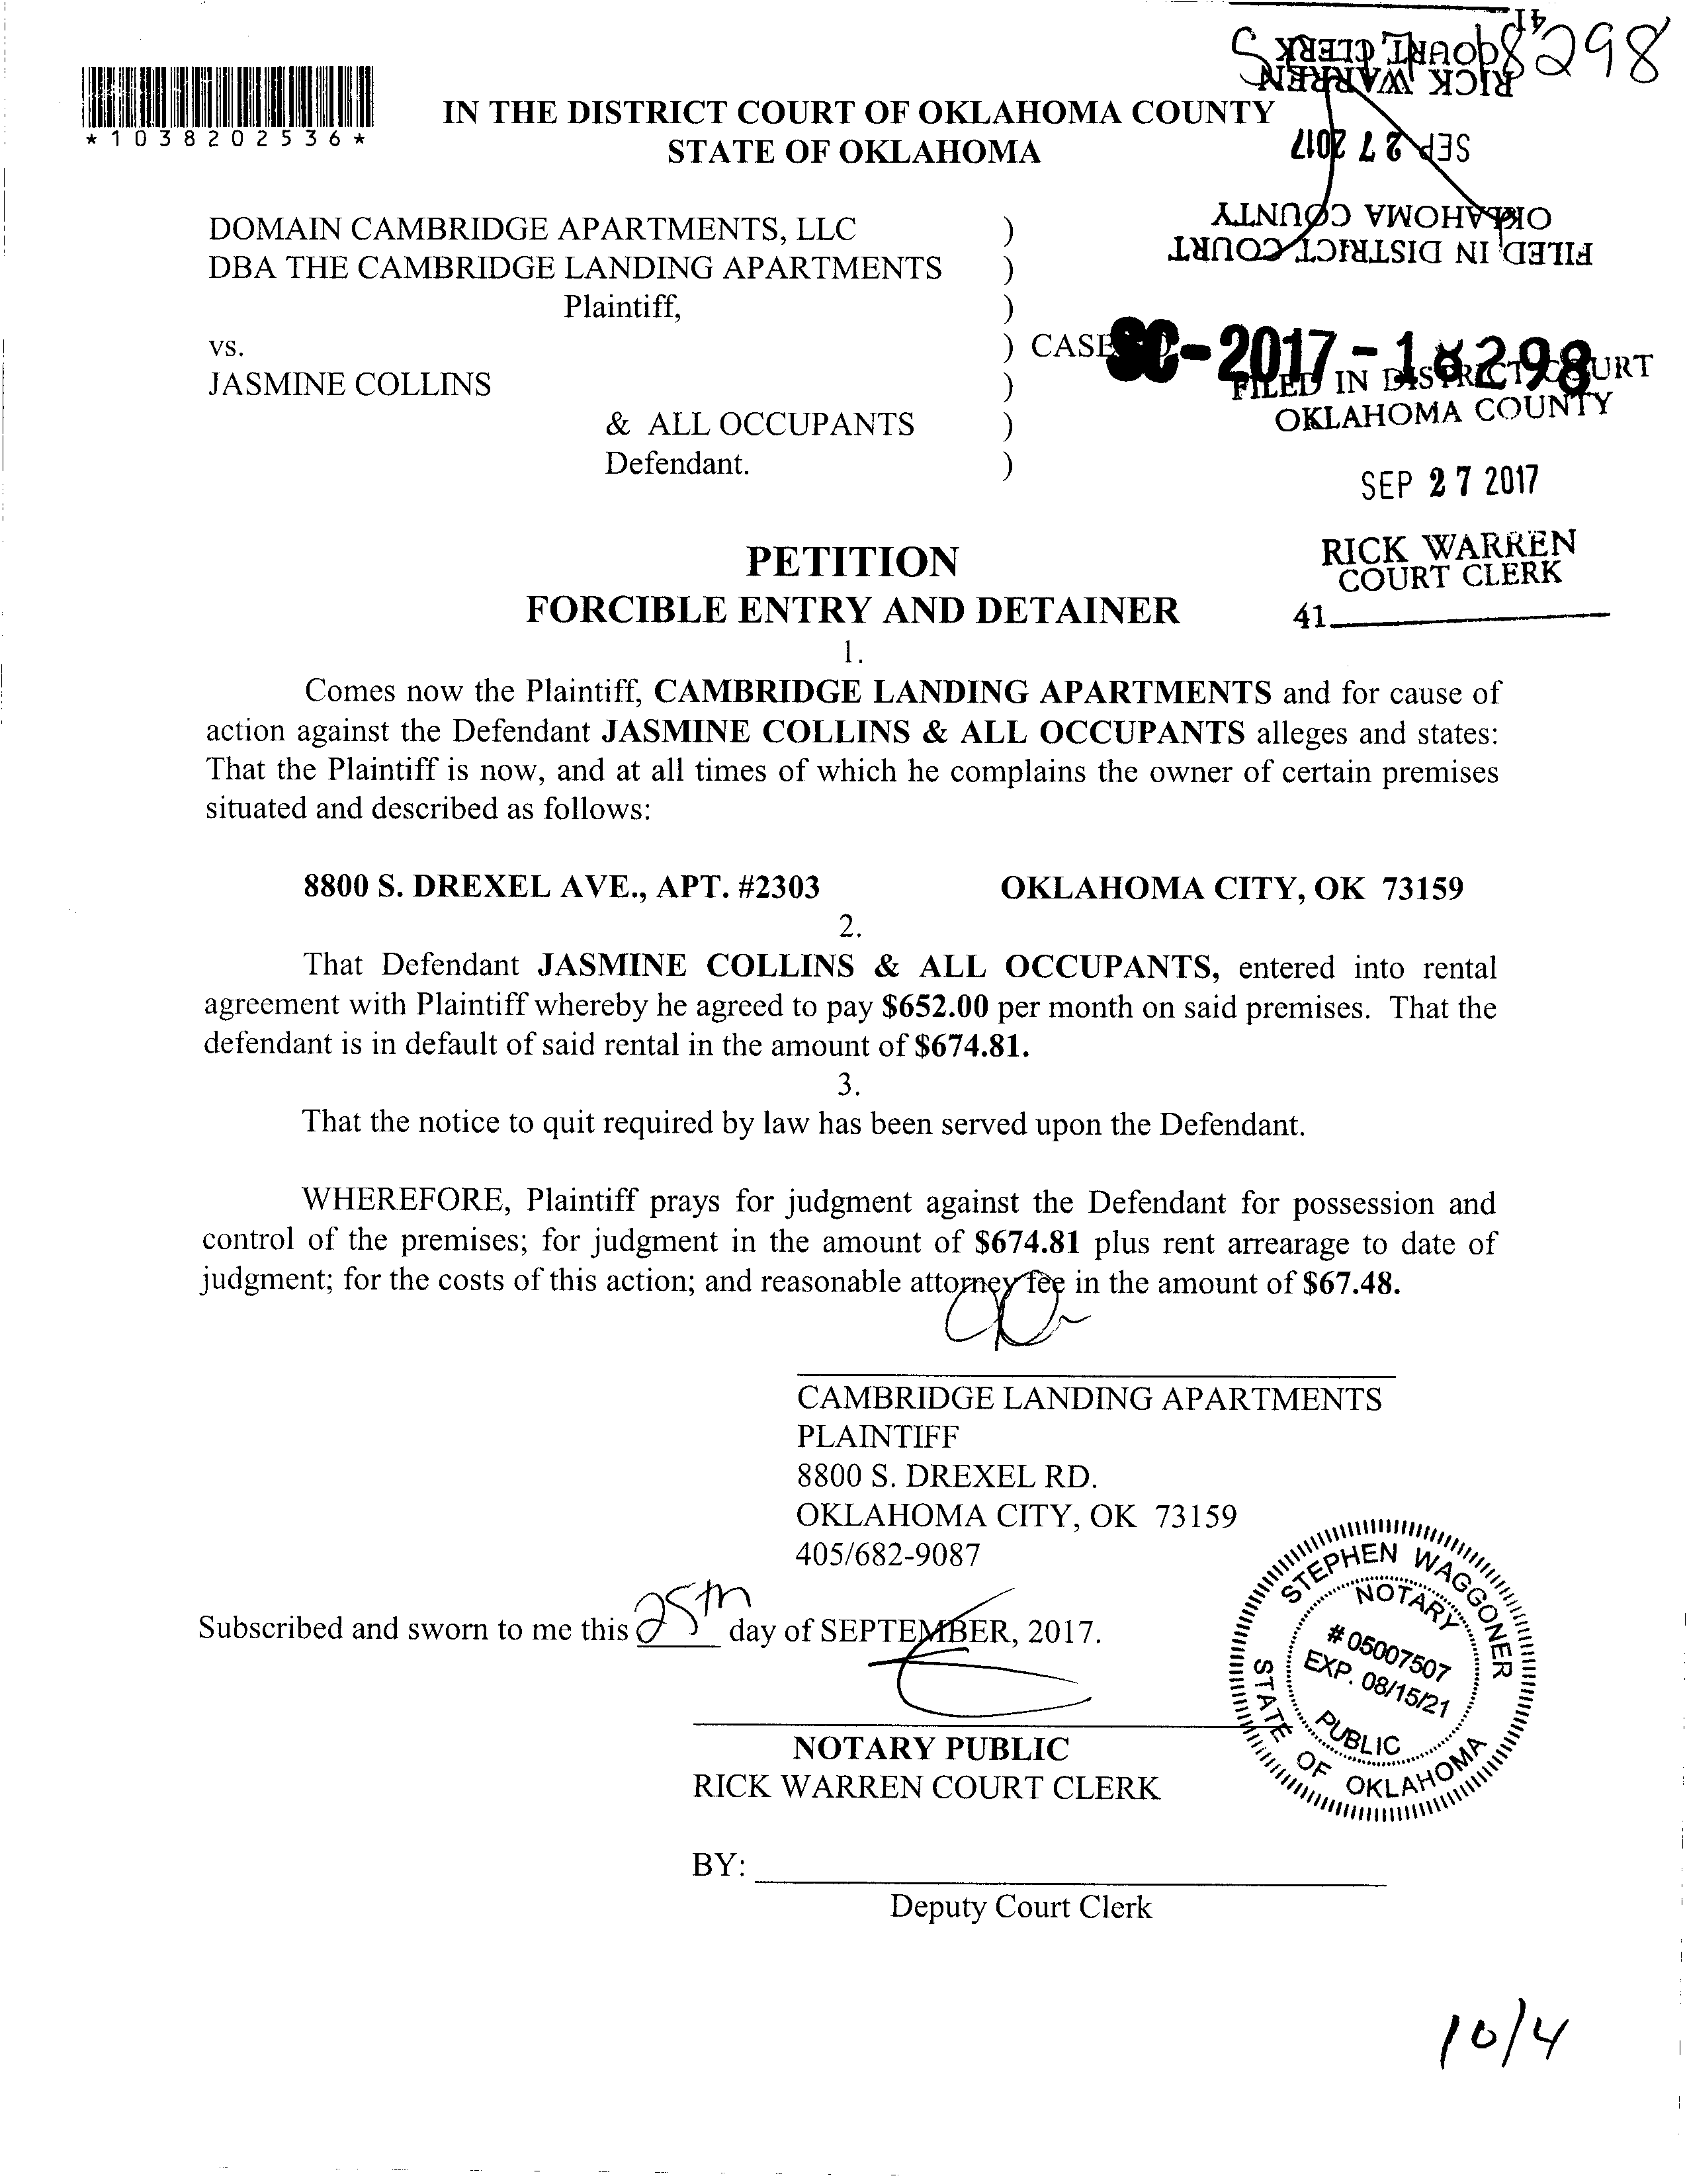 *1038202536*
18298
41
RICK WARREN
COURT CLERK
SEP 27 2017
OKLAHOMA COUNTY
FILED IN DISTRICT COURT
IN THE DISTRICT COURT OF OKLAHOMA COUNTY
STATE OF OKLAHOMA
DOMAIN CAMBRIDGE APARTMENTS, LLC )
DBA THE CAMBRIDGE LANDING APARTMENTS )
Plaintiff, )
vs. ) CASE SC-2017-18298
JASMINE COLLINS )
& ALL OCCUPANTS )
Defendant. )
FILED IN DISTRICT COURT
OKLAHOMA COUNTY
SEP 27 2017
RICK WARREN
COURT CLERK
41
PETITION
FORCIBLE ENTRY AND DETAINER
1.
Comes now the Plaintiff, CAMBRIDGE LANDING APARTMENTS and for cause of
action against the Defendant JASMINE COLLINS & ALL OCCUPANTS alleges and states:
That the Plaintiff is now, and at all times of which he complains the owner of certain premises
situated and described as follows:
8800 S. DREXEL AVE., APT. #2303 OKLAHOMA CITY, OK 73159
2.
That Defendant JASMINE COLLINS & ALL OCCUPANTS, entered into rental
agreement with Plaintiff whereby he agreed to pay $652.00 per month on said premises. That the
defendant is in default of said rental in the amount of $674.81.
3.
That the notice to quit required by law has been served upon the Defendant.
WHEREFORE, Plaintiff prays for judgment against the Defendant for possession and
control of the premises; for judgment in the amount of $674.81 plus rent arrearage to date of
judgment; for the costs of this action; and reasonable attorney fee in the amount of $67.48.
CAMBRIDGE LANDING APARTMENTS
PLAINTIFF
8800 S. DREXEL RD.
OKLAHOMA CITY, OK 73159
405/682-9087
Subscribed and sworn to me this 25th day of SEPTEMBER, 2017.
STEPHEN WAGGONER
NOTARY
# 05007507
EXP. 08/15/21
PUBLIC
STATE OF OKLAHOMA
NOTARY PUBLIC
RICK WARREN COURT CLERK
BY:
Deputy Court Clerk
10/4